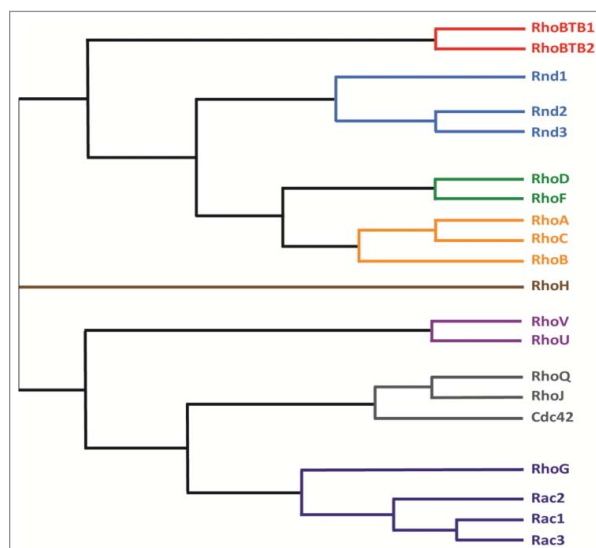 RhoBTB1
RhoBTB2
Rnd1
Rnd2
Rnd3
RhoD
RhoF
RhoA
RhoC
RhoB
RhoH
RhoV
RhoU
RhoQ
RhoJ
Cdc42
RhoG
Rac2
Rac1
Rac3